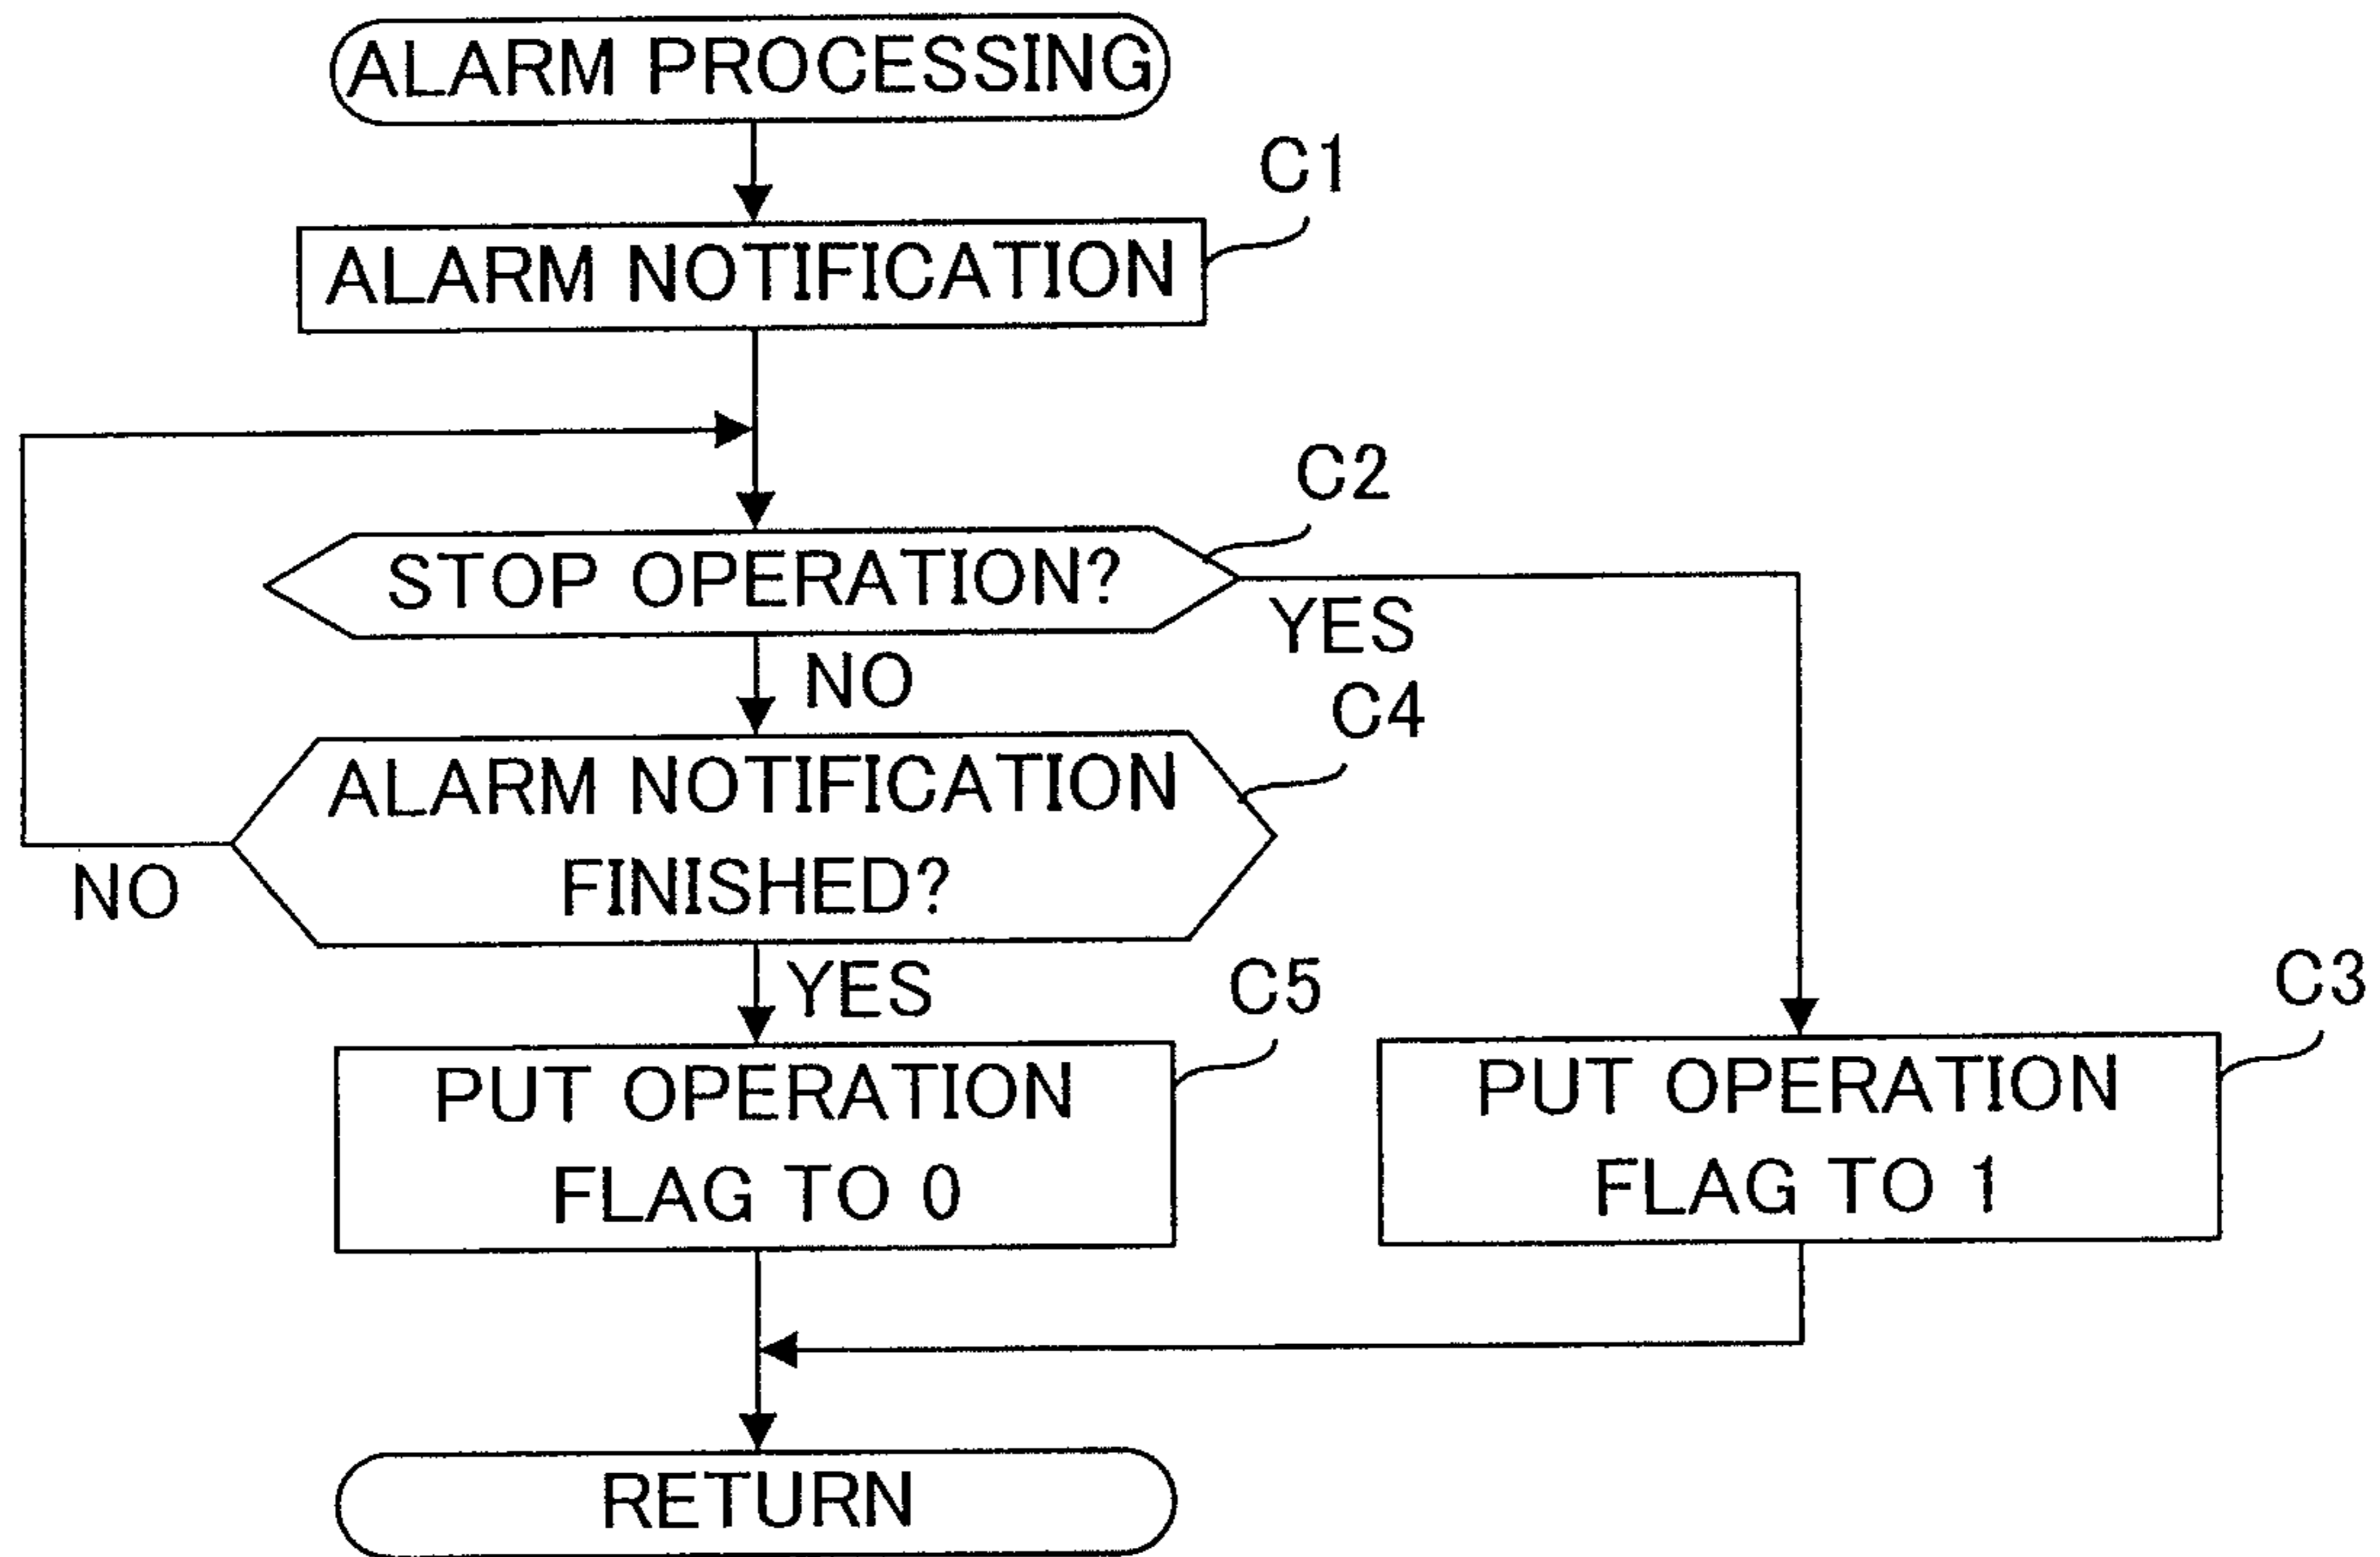 ALARM PROCESSING
C1
ALARM NOTIFICATION
C2
STOP OPERATION?
YES
NO
C4
ALARM NOTIFICATION
FINISHED?
NO
YES
C5
C3
PUT OPERATION
FLAG TO 0
PUT OPERATION
FLAG TO 1
RETURN